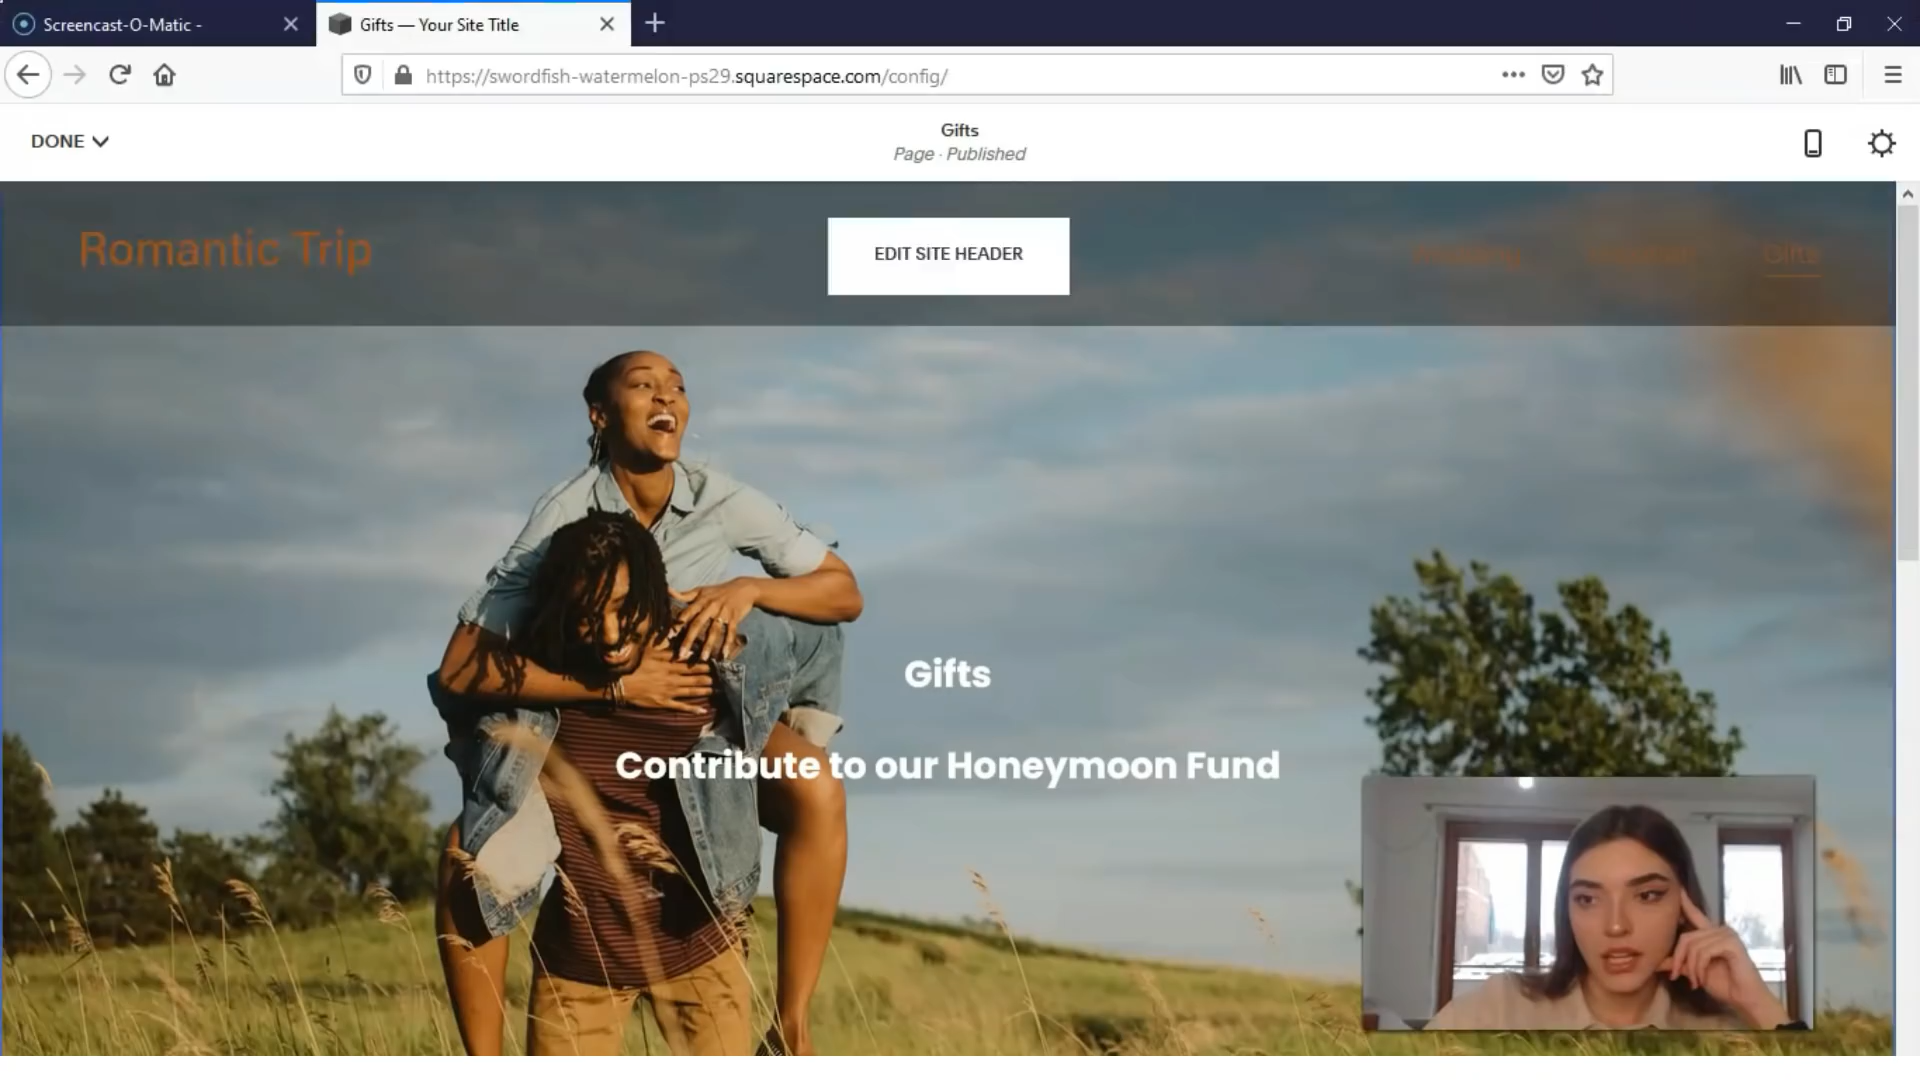 Screencast-O-Matic -
Gifts — Your Site Title
https://swordfish-watermelon-ps29.squarespace.com/config/
DONE
Gifts
Page · Published
Romantic Trip
EDIT SITE HEADER
Gifts
Gifts
Contribute to our Honeymoon Fund